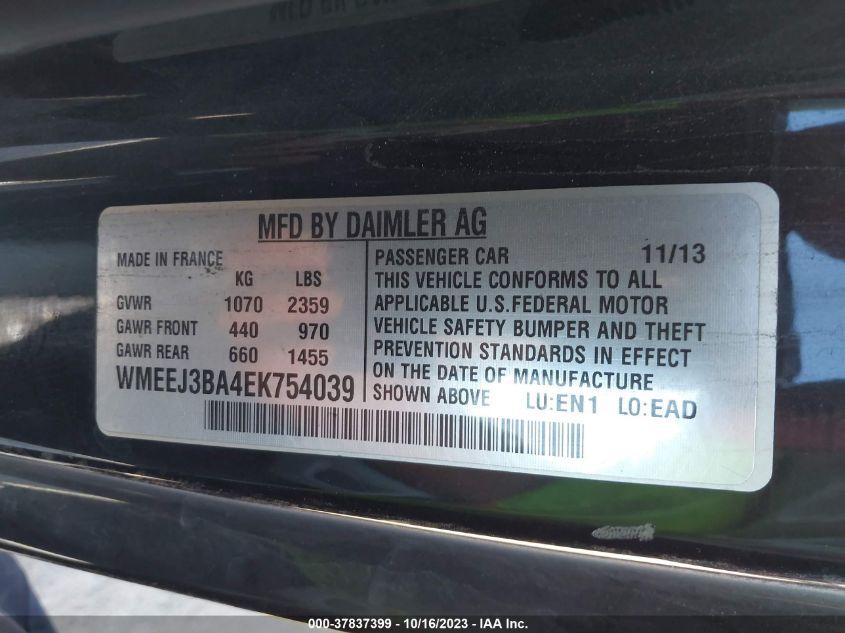 MFD BY DAIMLER AG
MADE IN FRANCE
KG LBS
GVWR 1070 2359
GAWR FRONT 440 970
GAWR REAR 660 1455
WMEEJ3BA4EK754039
PASSENGER CAR 11/13
THIS VEHICLE CONFORMS TO ALL
APPLICABLE U.S.FEDERAL MOTOR
VEHICLE SAFETY BUMPER AND THEFT
PREVENTION STANDARDS IN EFFECT
ON THE DATE OF MANUFACTURE
SHOWN ABOVE LU:EN1 LO:EAD
000-37837399 - 10/16/2023 - Copyright © 2023 IAA, Inc.